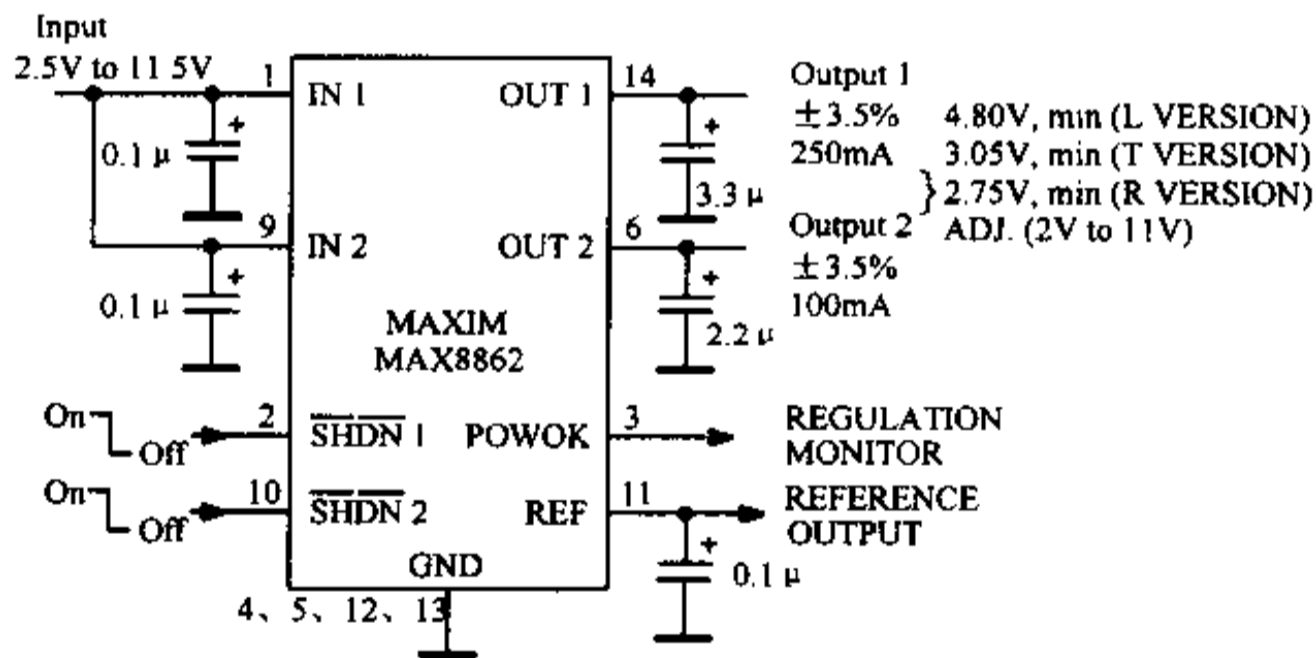 Input
2.5V to 11 5V
1
IN 1
OUT 1
14
Output 1
±3.5%
4.80V, min (L VERSION)
0.1 μ
+
+
250mA
3.05V, min (T VERSION)
3.3 μ
}2.75V, min (R VERSION)
9
IN 2
OUT 2
6
Output 2
ADJ. (2V to 11V)
±3.5%
0.1 μ
+
+
100mA
2.2 μ
MAXIM
MAX8862
On
Off
2
SHDN 1
POWOK
3
REGULATION
MONITOR
On
Off
10
SHDN 2
REF
11
REFERENCE
OUTPUT
GND
+
0.1 μ
4、5、12、13